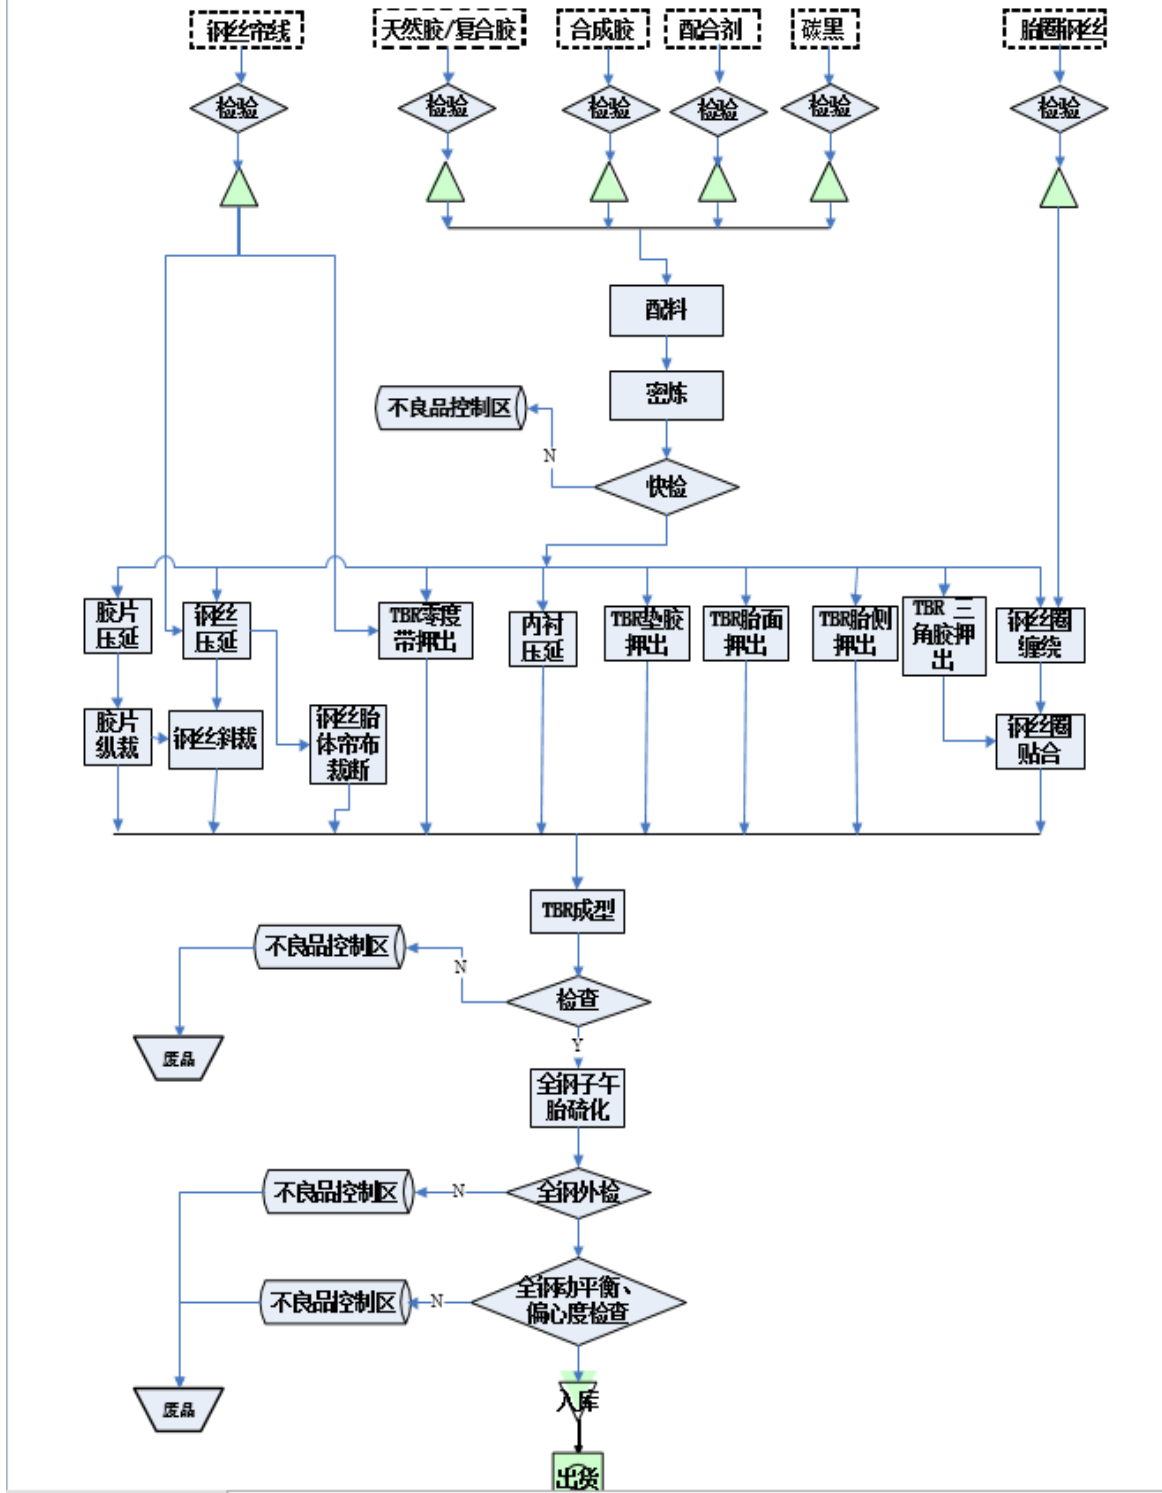 钢丝帘线
天然胶/复合胶
合成胶
配合剂
碳黑
胎圈钢丝
检验
检验
检验
检验
检验
检验
配料
密炼
不良品控制区
N
快检
胶片
压延
钢丝
压延
TBR零度
带押出
内衬
压延
TBR垫胶
押出
TBR胎面
押出
TBR胎侧
押出
TBR 三
角胶押
出
钢丝圈
缠绕
胶片
纵裁
钢丝斜裁
钢丝胎
体帘布
裁断
钢丝圈
贴合
TBR成型
不良品控制区
N
检查
Y
废品
全钢子午
胎硫化
不良品控制区
N
全钢外检
不良品控制区
N
全钢动平衡、
偏心度检查
废品
入库
出货